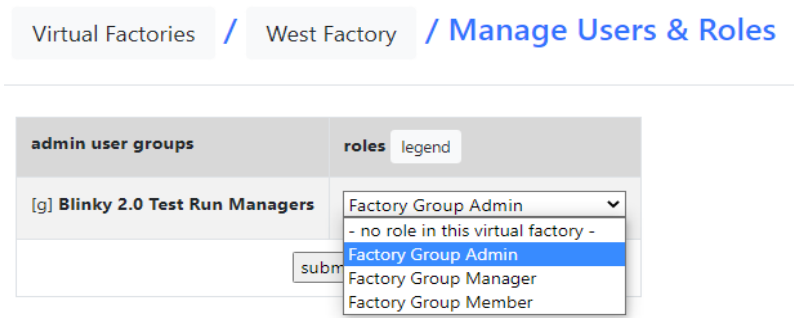 Virtual Factories / West Factory / Manage Users & Roles
admin user groups roles legend
[g] Blinky 2.0 Test Run Managers Factory Group Admin
- no role in this virtual factory -
Factory Group Admin
subm Factory Group Manager
Factory Group Member